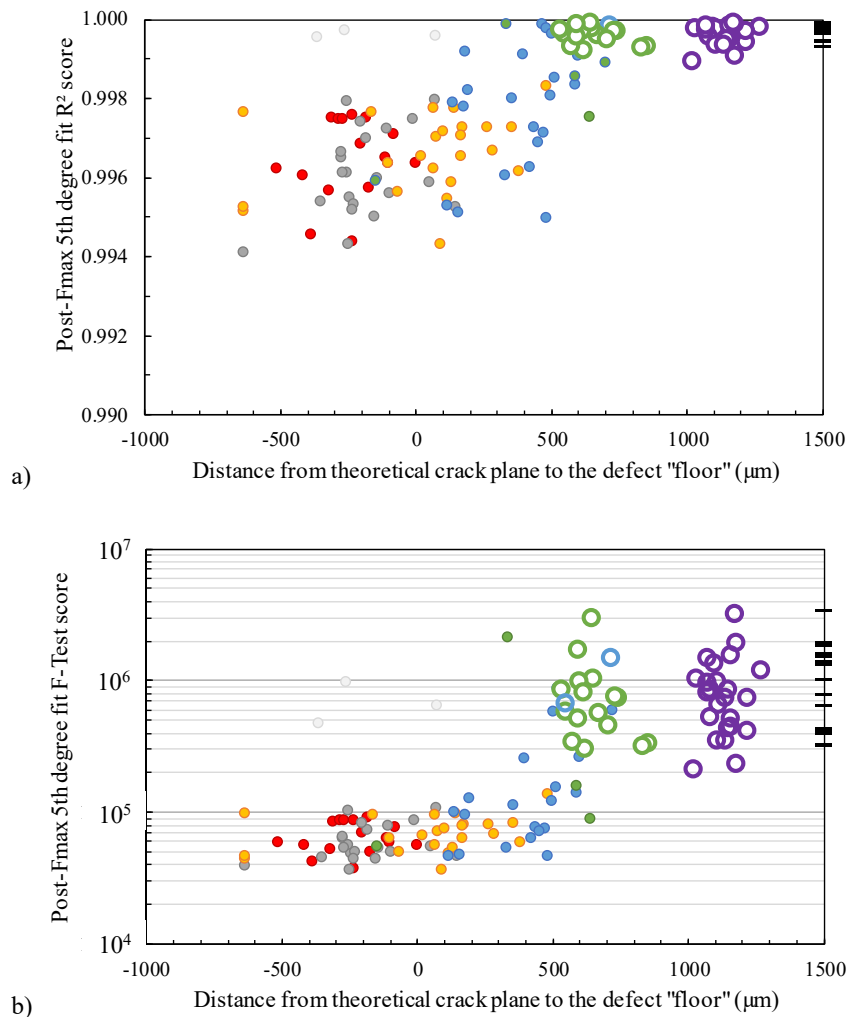 1.000
0.998
0.996
0.994
0.992
0.990
Post-Fmax 5th degree fit R² score
-1000 -500 0 500 1000 1500
Distance from theoretical crack plane to the defect "floor" (µm)
a)
10⁷
10⁶
10⁵
10⁴
Post-Fmax 5th degree fit F-Test score
-1000 -500 0 500 1000 1500
Distance from theoretical crack plane to the defect "floor" (µm)
b)